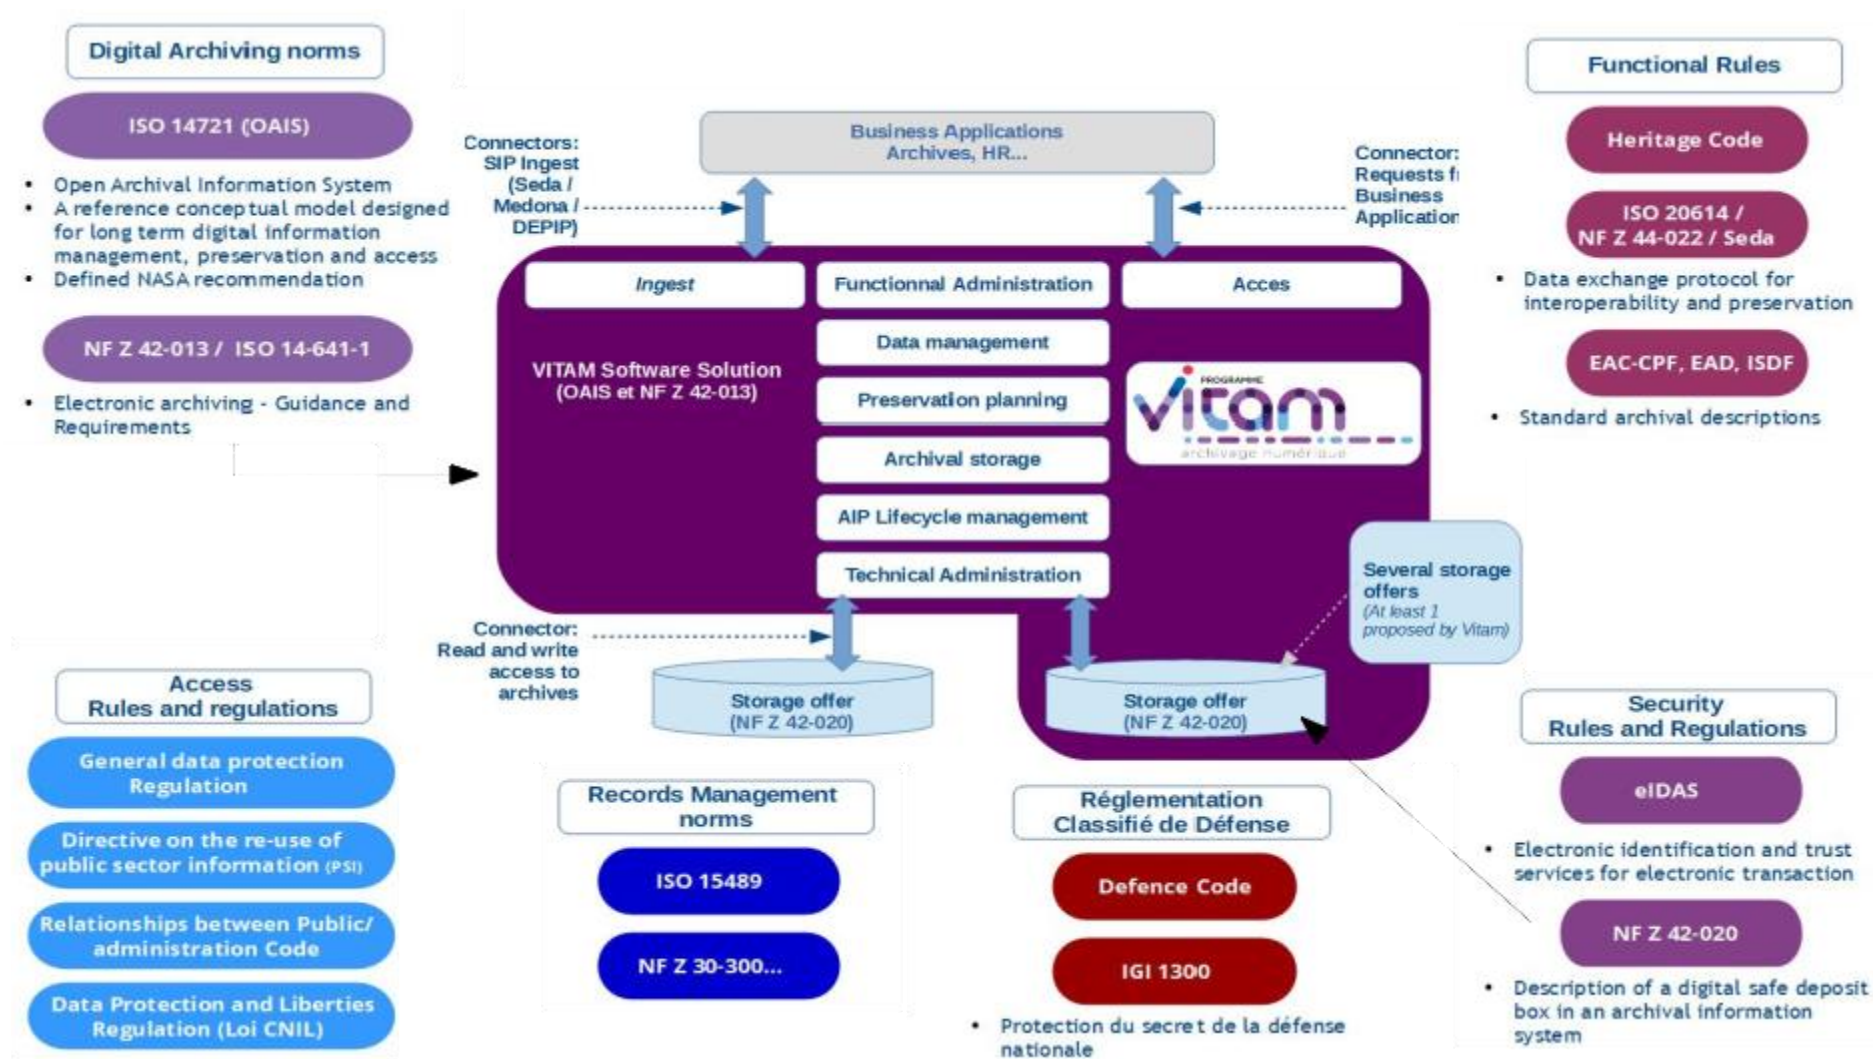 Digital Archiving norms
ISO 14721 (OAIS)
• Open Archival Information System
• A reference conceptual model designed
for long term digital information
management, preservation and access
• Defined NASA recommendation
NF Z 42-013 / ISO 14-641-1
• Electronic archiving - Guidance and
Requirements
Connectors:
SIP Ingest
(Seda /
Medona /
DEPIP)
Business Applications
Archives, HR...
Connector:
Requests f
Business
Application
Functional Rules
Heritage Code
ISO 20614 /
NF Z 44-022 / Seda
• Data exchange protocol for
interoperability and preservation
EAC-CPF, EAD, ISDF
• Standard archival descriptions
Ingest
Functionnal Administration
Acces
VITAM Software Solution
(OAIS et NF Z 42-013)
Data management
Preservation planning
Archival storage
AIP Lifecycle management
Technical Administration
PROGRAMME
vitam
archivage numérique
Several storage
offers
(At least 1
proposed by Vitam)
Connector:
Read and write
access to
archives
Storage offer
(NF Z 42-020)
Storage offer
(NF Z 42-020)
Access
Rules and regulations
General data protection
Regulation
Directive on the re-use of
public sector information (PSI)
Relationships between Public/
administration Code
Data Protection and Liberties
Regulation (Loi CNIL)
Records Management
norms
ISO 15489
NF Z 30-300...
Réglementation
Classifié de Défense
Defence Code
IGI 1300
• Protection du secret de la défense
nationale
Security
Rules and Regulations
eIDAS
• Electronic identification and trust
services for electronic transaction
NF Z 42-020
• Description of a digital safe deposit
box in an archival information
system